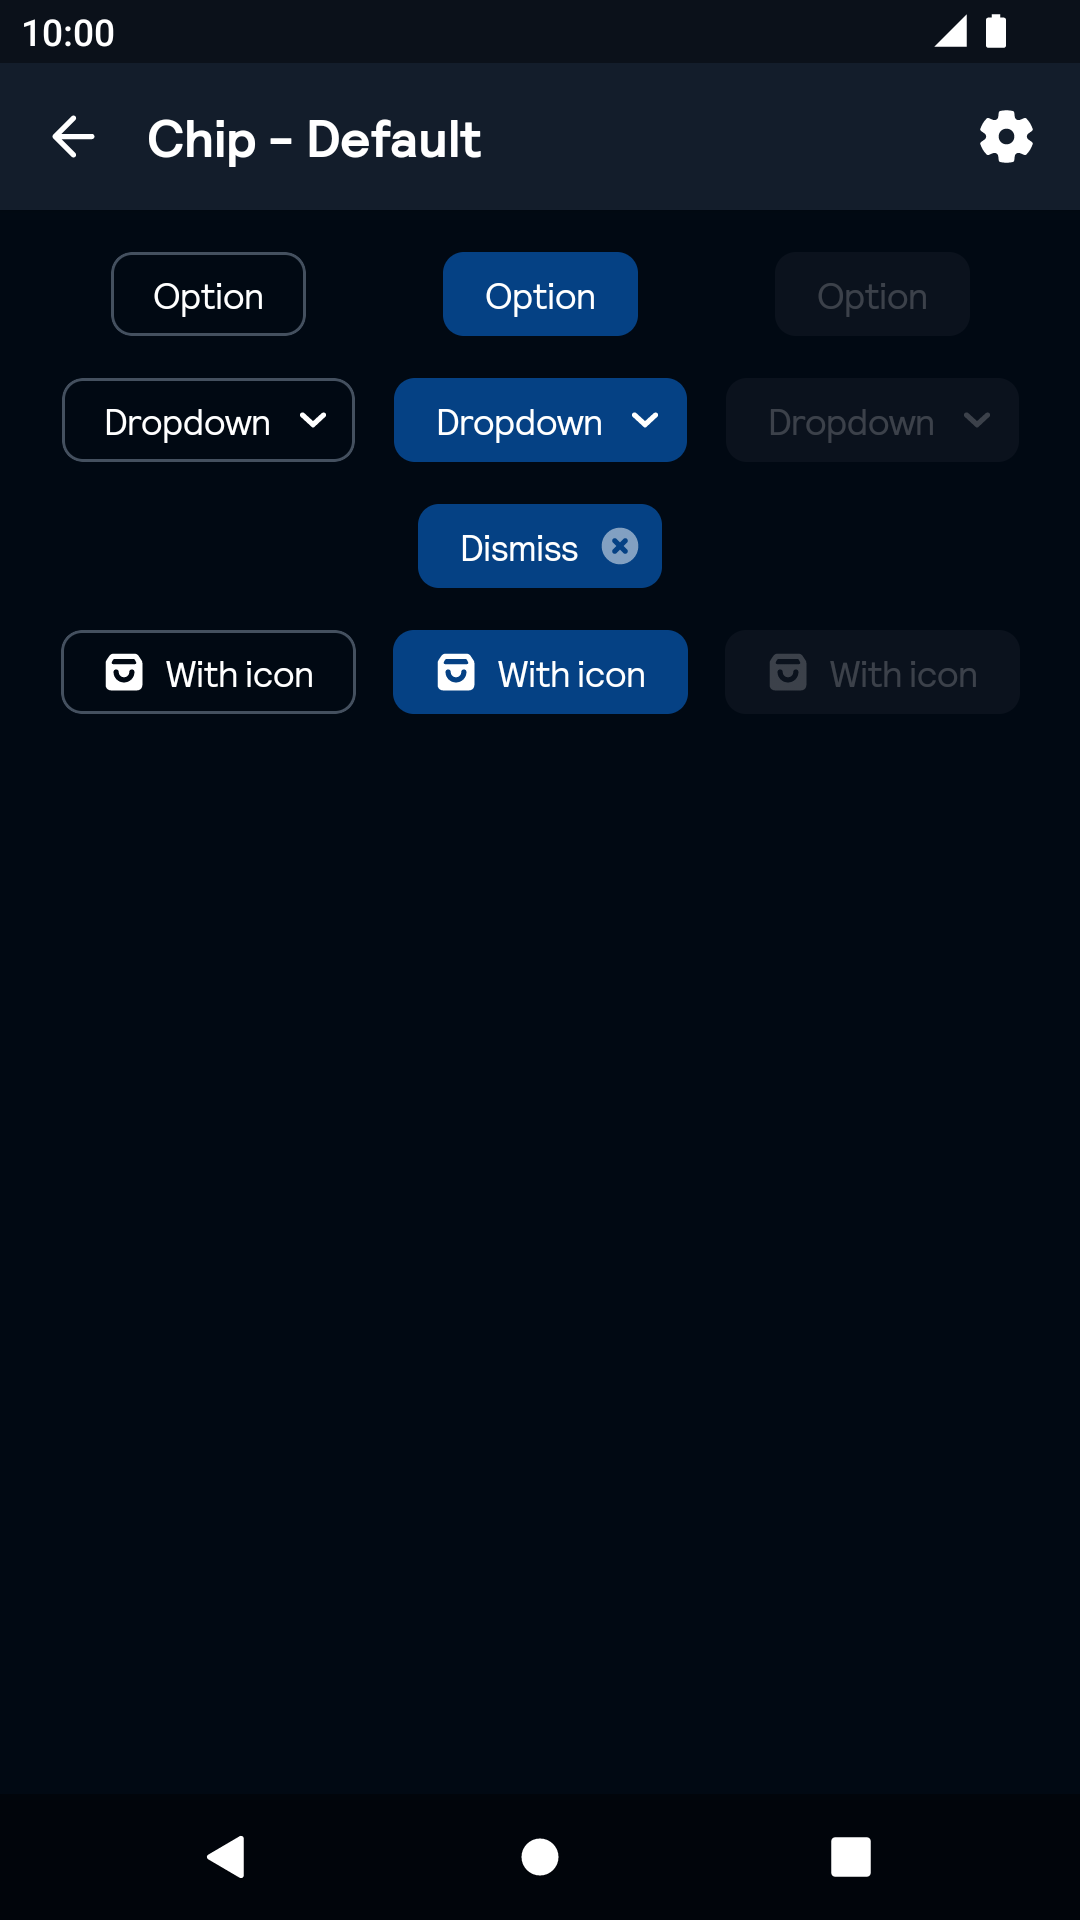 10:00
Chip - Default
Option Option Option
Dropdown Dropdown Dropdown
Dismiss
With icon With icon With icon